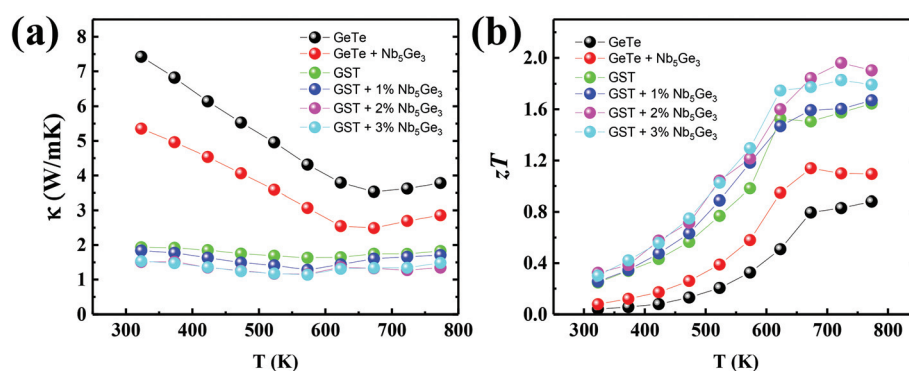 (a)
κ (W/mK)
8
7
6
5
4
3
2
1
0
GeTe
GeTe + Nb₅Ge₃
GST
GST + 1% Nb₅Ge₃
GST + 2% Nb₅Ge₃
GST + 3% Nb₅Ge₃
300 400 500 600 700 800
T (K)
(b)
zT
2.0
1.6
1.2
0.8
0.4
0.0
GeTe
GeTe + Nb₅Ge₃
GST
GST + 1% Nb₅Ge₃
GST + 2% Nb₅Ge₃
GST + 3% Nb₅Ge₃
300 400 500 600 700 800
T (K)